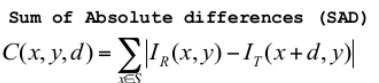 Sum of Absolute differences (SAD)
C(x, y, d) = ∑|I_R(x, y) − I_T(x + d, y)|
x∈S